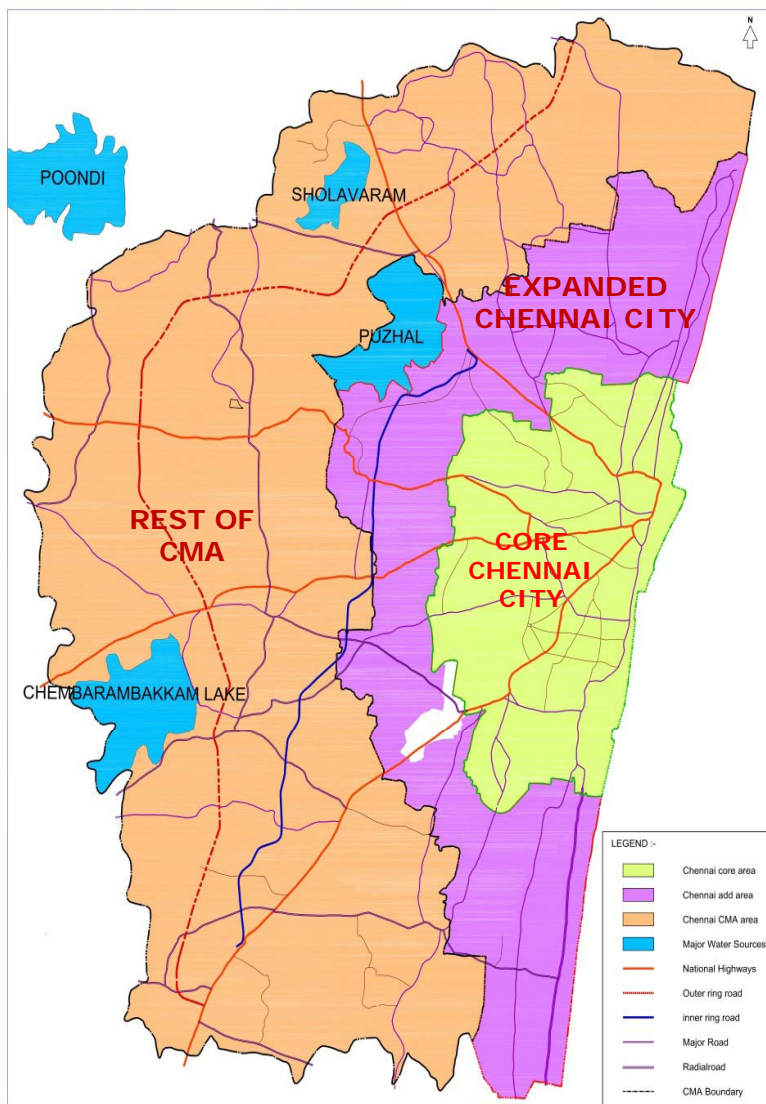 N
POONDI
SHOLAVARAM
EXPANDED
CHENNAI CITY
PUZHAL
REST OF
CMA
CORE
CHENNAI
CITY
CHEMBARAMBAKKAM LAKE
LEGEND :-
Chennai core area
Chennai add area
Chennai CMA area
Major Water Sources
National Highways
Outer ring road
inner ring road
Major Road
Radialroad
CMA Boundary